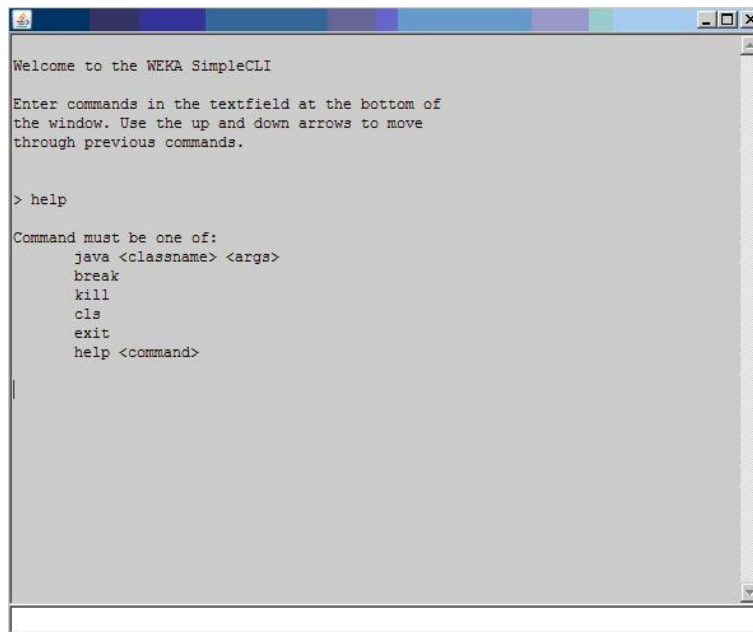 Welcome to the WEKA SimpleCLI
Enter commands in the textfield at the bottom of
the window. Use the up and down arrows to move
through previous commands.
> help
Command must be one of:
java <classname> <args>
break
kill
cls
exit
help <command>